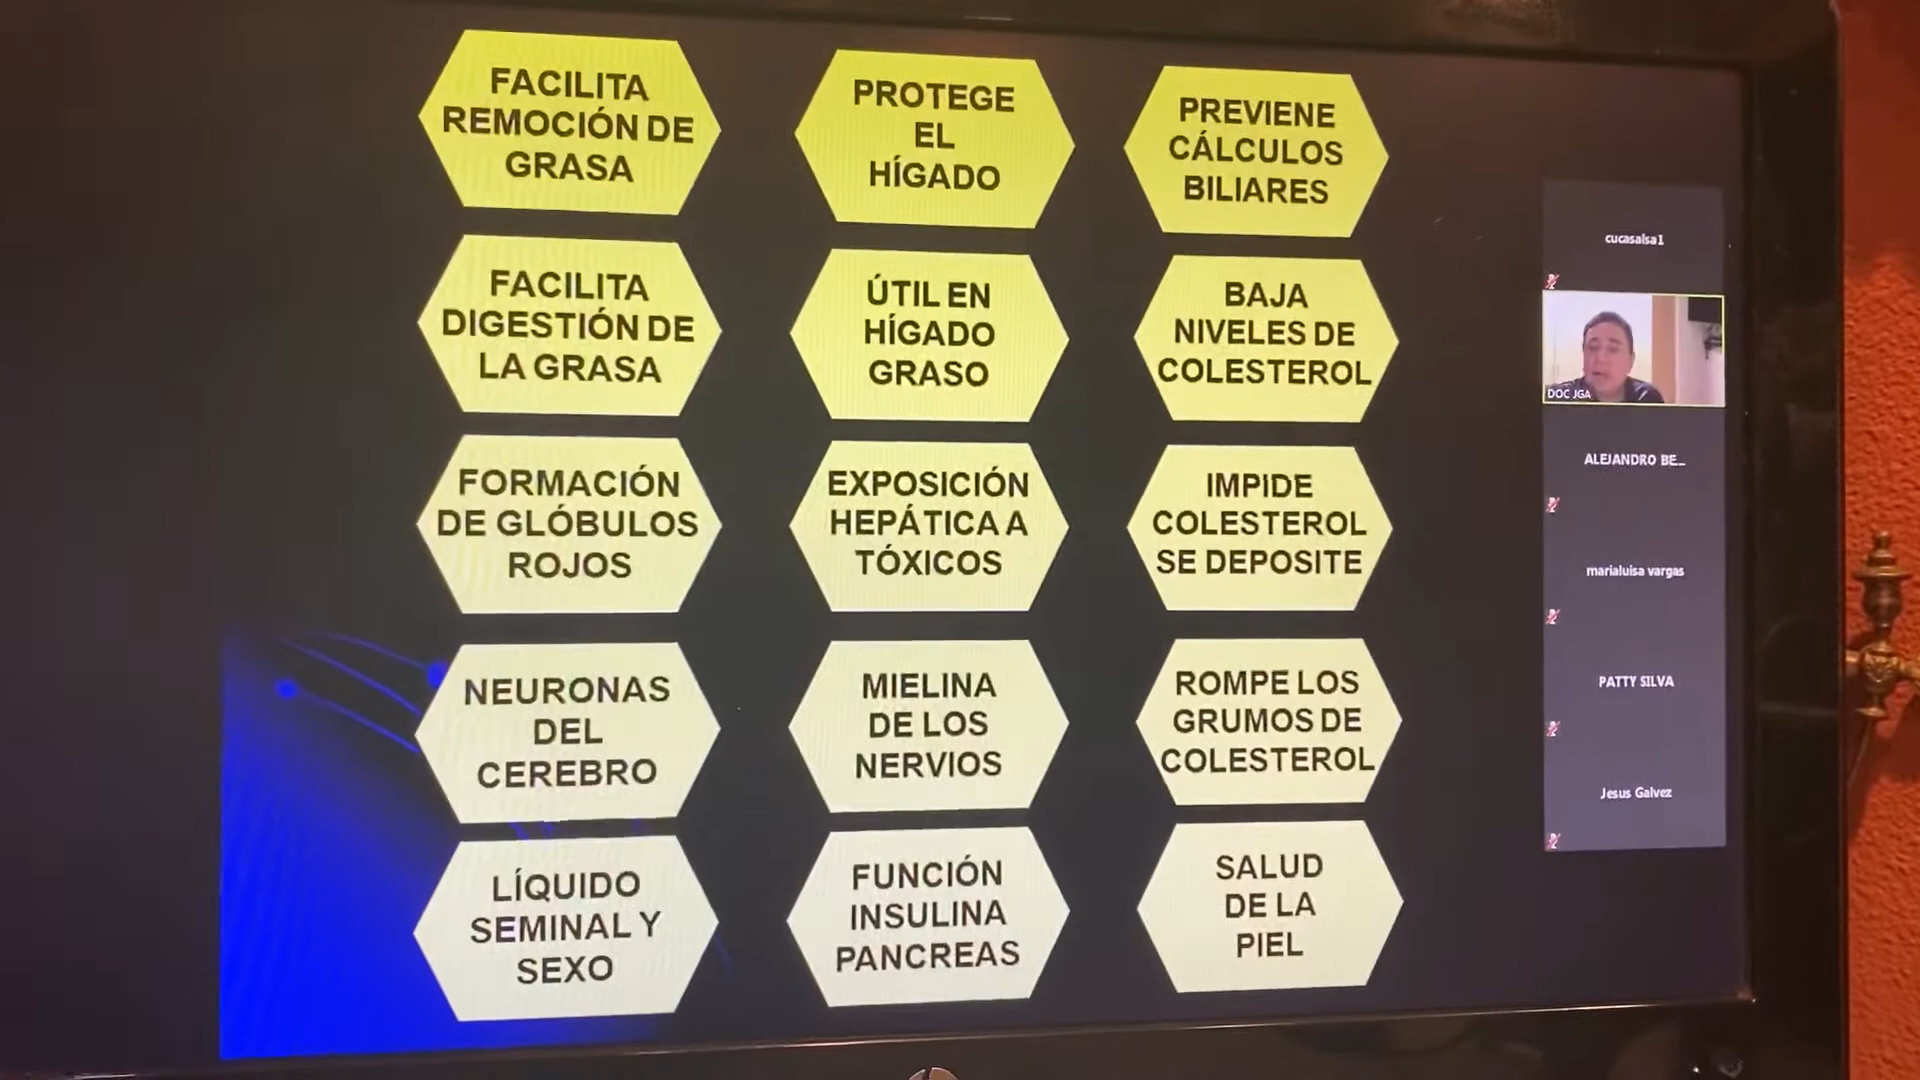 FACILITA
REMOCIÓN DE
GRASA
PROTEGE
EL
HÍGADO
PREVIENE
CÁLCULOS
BILIARES
FACILITA
DIGESTIÓN DE
LA GRASA
ÚTIL EN
HÍGADO
GRASO
BAJA
NIVELES DE
COLESTEROL
FORMACIÓN
DE GLÓBULOS
ROJOS
EXPOSICIÓN
HEPÁTICA A
TÓXICOS
IMPIDE
COLESTEROL
SE DEPOSITE
NEURONAS
DEL
CEREBRO
MIELINA
DE LOS
NERVIOS
ROMPE LOS
GRUMOS DE
COLESTEROL
LÍQUIDO
SEMINAL Y
SEXO
FUNCIÓN
INSULINA
PANCREAS
SALUD
DE LA
PIEL
cucasalsa1
DOC JGA
ALEJANDRO BE...
marialuisa vargas
PATTY SILVA
Jesus Galvez